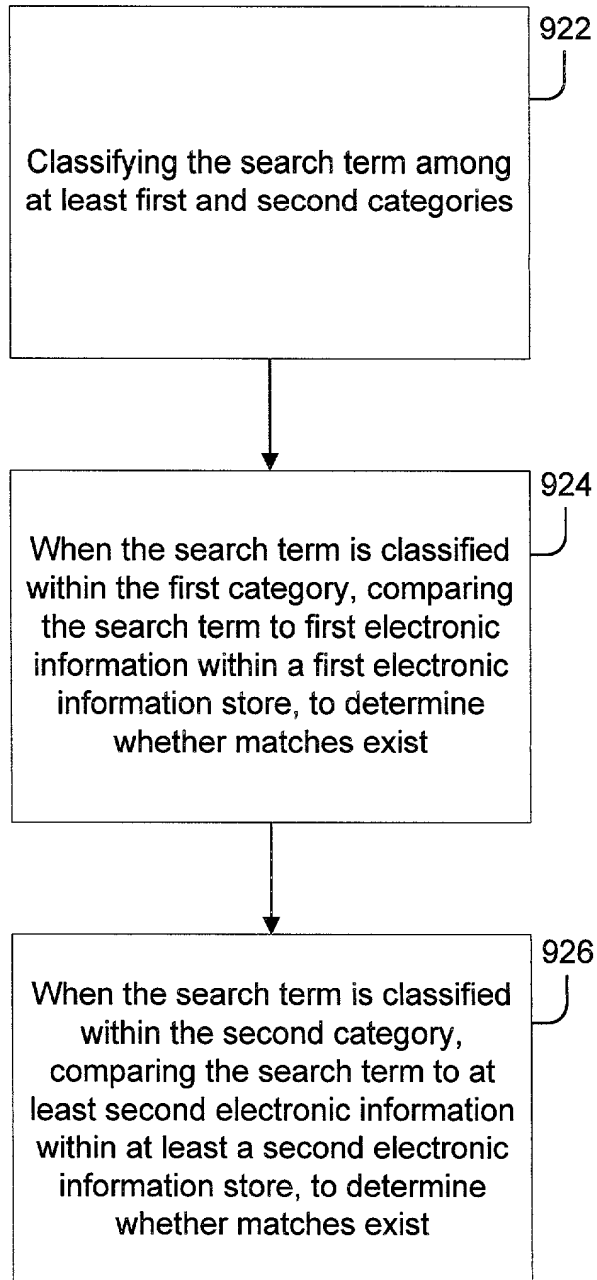 922
Classifying the search term among
at least first and second categories
924
When the search term is classified
within the first category, comparing
the search term to first electronic
information within a first electronic
information store, to determine
whether matches exist
926
When the search term is classified
within the second category,
comparing the search term to at
least second electronic information
within at least a second electronic
information store, to determine
whether matches exist